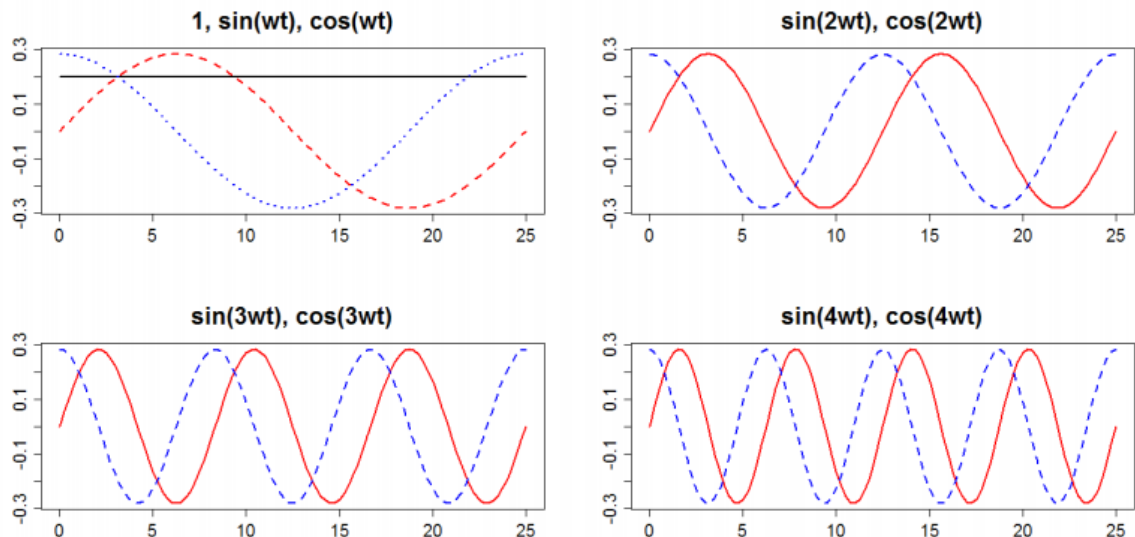 1, sin(wt), cos(wt)
0.3
0.1
-0.1
-0.3
0 5 10 15 20 25
sin(2wt), cos(2wt)
0.3
0.1
-0.1
-0.3
0 5 10 15 20 25
sin(3wt), cos(3wt)
0.3
0.1
-0.1
-0.3
0 5 10 15 20 25
sin(4wt), cos(4wt)
0.3
0.1
-0.1
-0.3
0 5 10 15 20 25